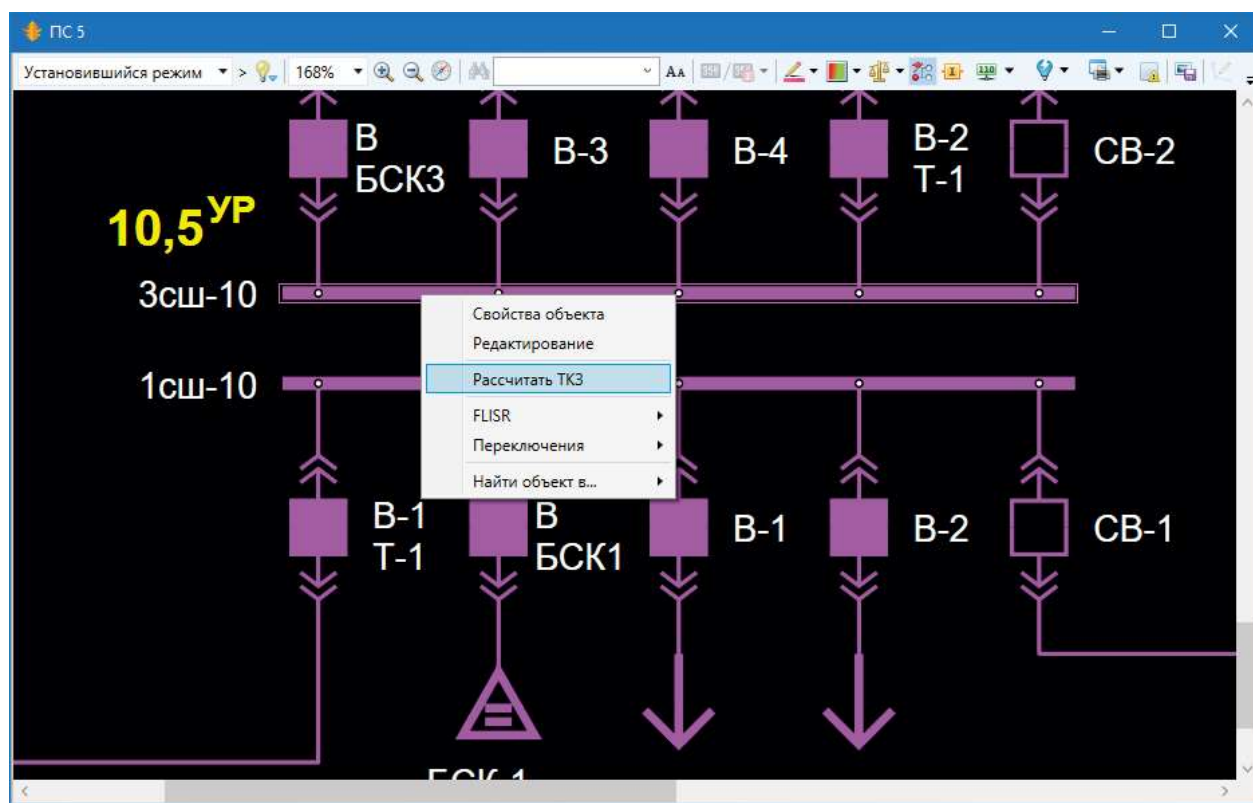 ПС 5
Установившийся режим
>
168%
AA
В
БСК3
В-3
В-4
В-2
Т-1
СВ-2
10,5УР
3сш-10
Свойства объекта
Редактирование
Рассчитать ТКЗ
FLISR
Переключения
Найти объект в...
1сш-10
В-1
Т-1
В
БСК1
В-1
В-2
СВ-1